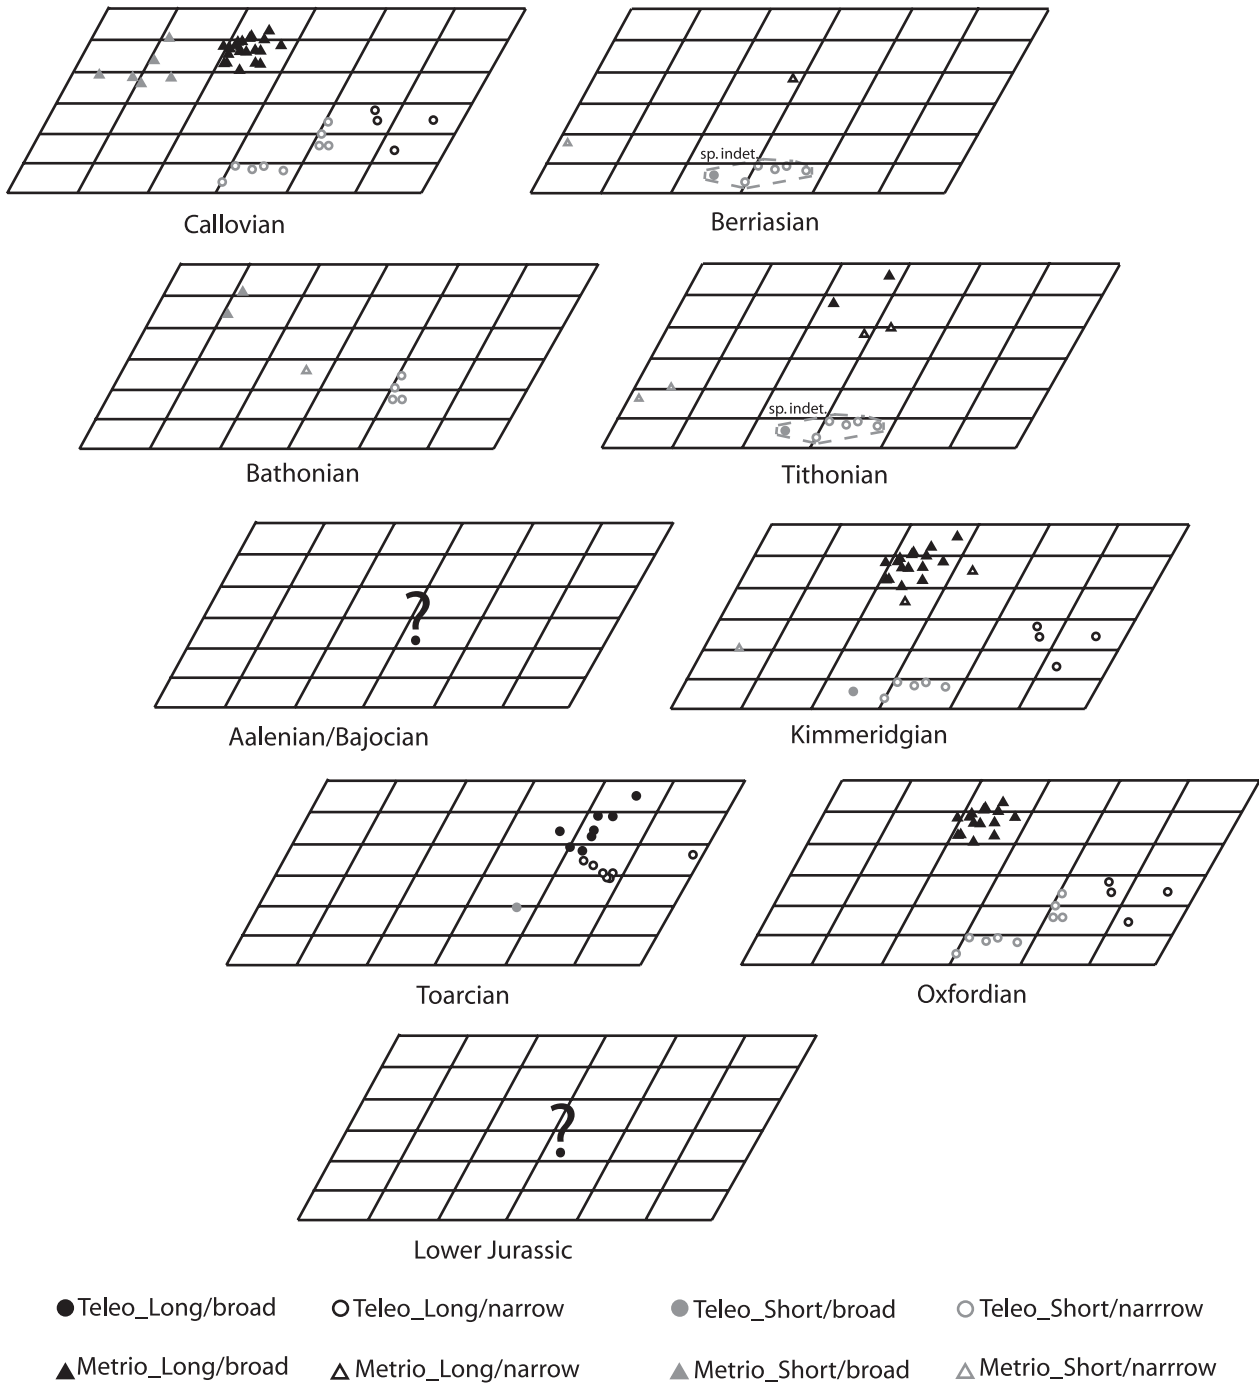 Callovian
Berriasian
sp. indet.
Bathonian
Tithonian
sp. indet.
?
Aalenian/Bajocian
Kimmeridgian
Toarcian
Oxfordian
?
Lower Jurassic
Teleo_Long/broad Teleo_Long/narrow Teleo_Short/broad Teleo_Short/narrrow
Metrio_Long/broad Metrio_Long/narrow Metrio_Short/broad Metrio_Short/narrrow